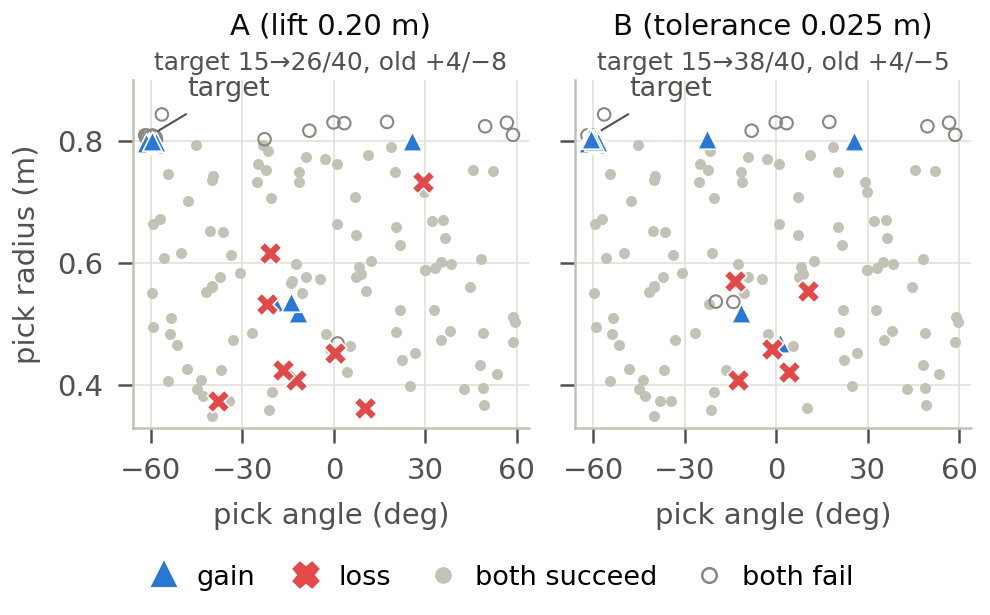 A (lift 0.20 m)
target 15→26/40, old +4/−8
target
B (tolerance 0.025 m)
target 15→38/40, old +4/−5
target
pick radius (m)
0.8
0.6
0.4
−60 −30 0 30 60
−60 −30 0 30 60
pick angle (deg)
pick angle (deg)
gain loss both succeed both fail